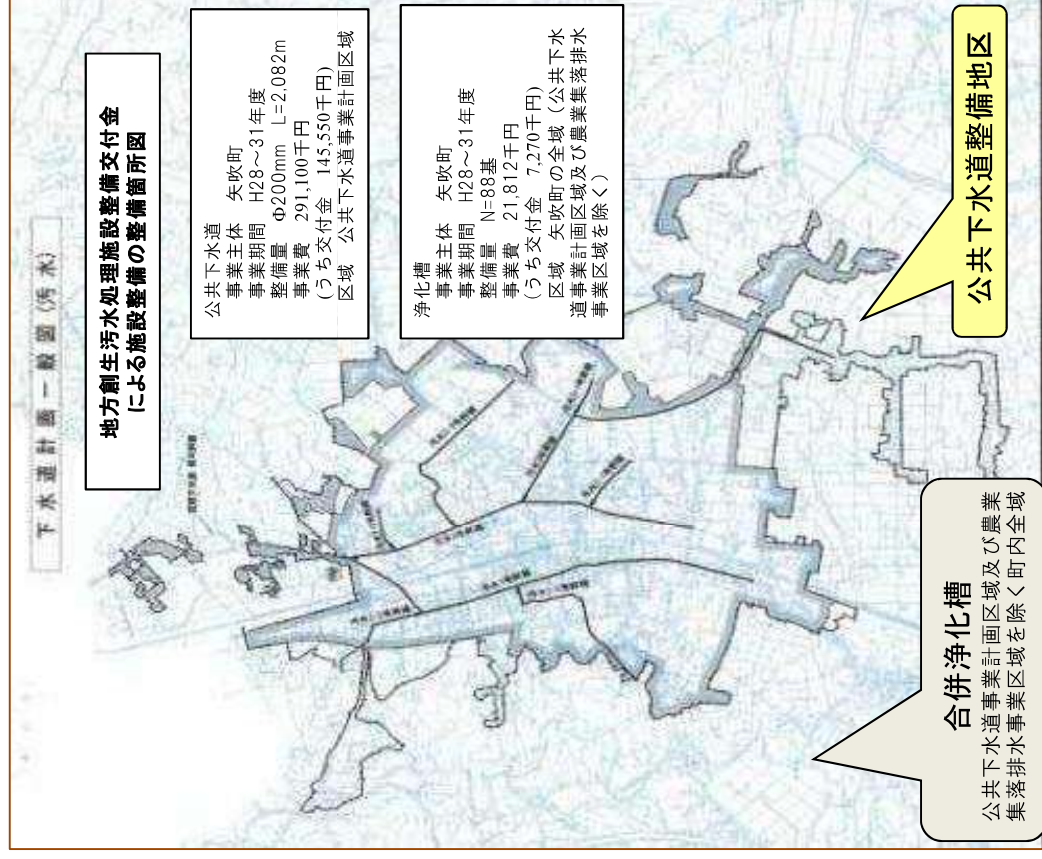 下水道計画一般図(汚水)
地方創生汚水処理施設整備交付金
による施設整備の整備箇所図
公共下水道
事業主体　矢吹町
事業期間　H28～31年度
整備量　Φ200mm　L=2,082m
事業費　291,100千円
(うち交付金　145,550千円)
区域　公共下水道事業計画区域
浄化槽
事業主体　矢吹町
事業期間　H28～31年度
整備量　N=88基
事業費　21,812千円
(うち交付金　7,270千円)
区域　矢吹町の全域（公共下水
道事業計画区域及び農業集落排水
事業区域を除く）
公共下水道整備地区
合併浄化槽
公共下水道事業計画区域及び農業
集落排水事業区域を除く町内全域